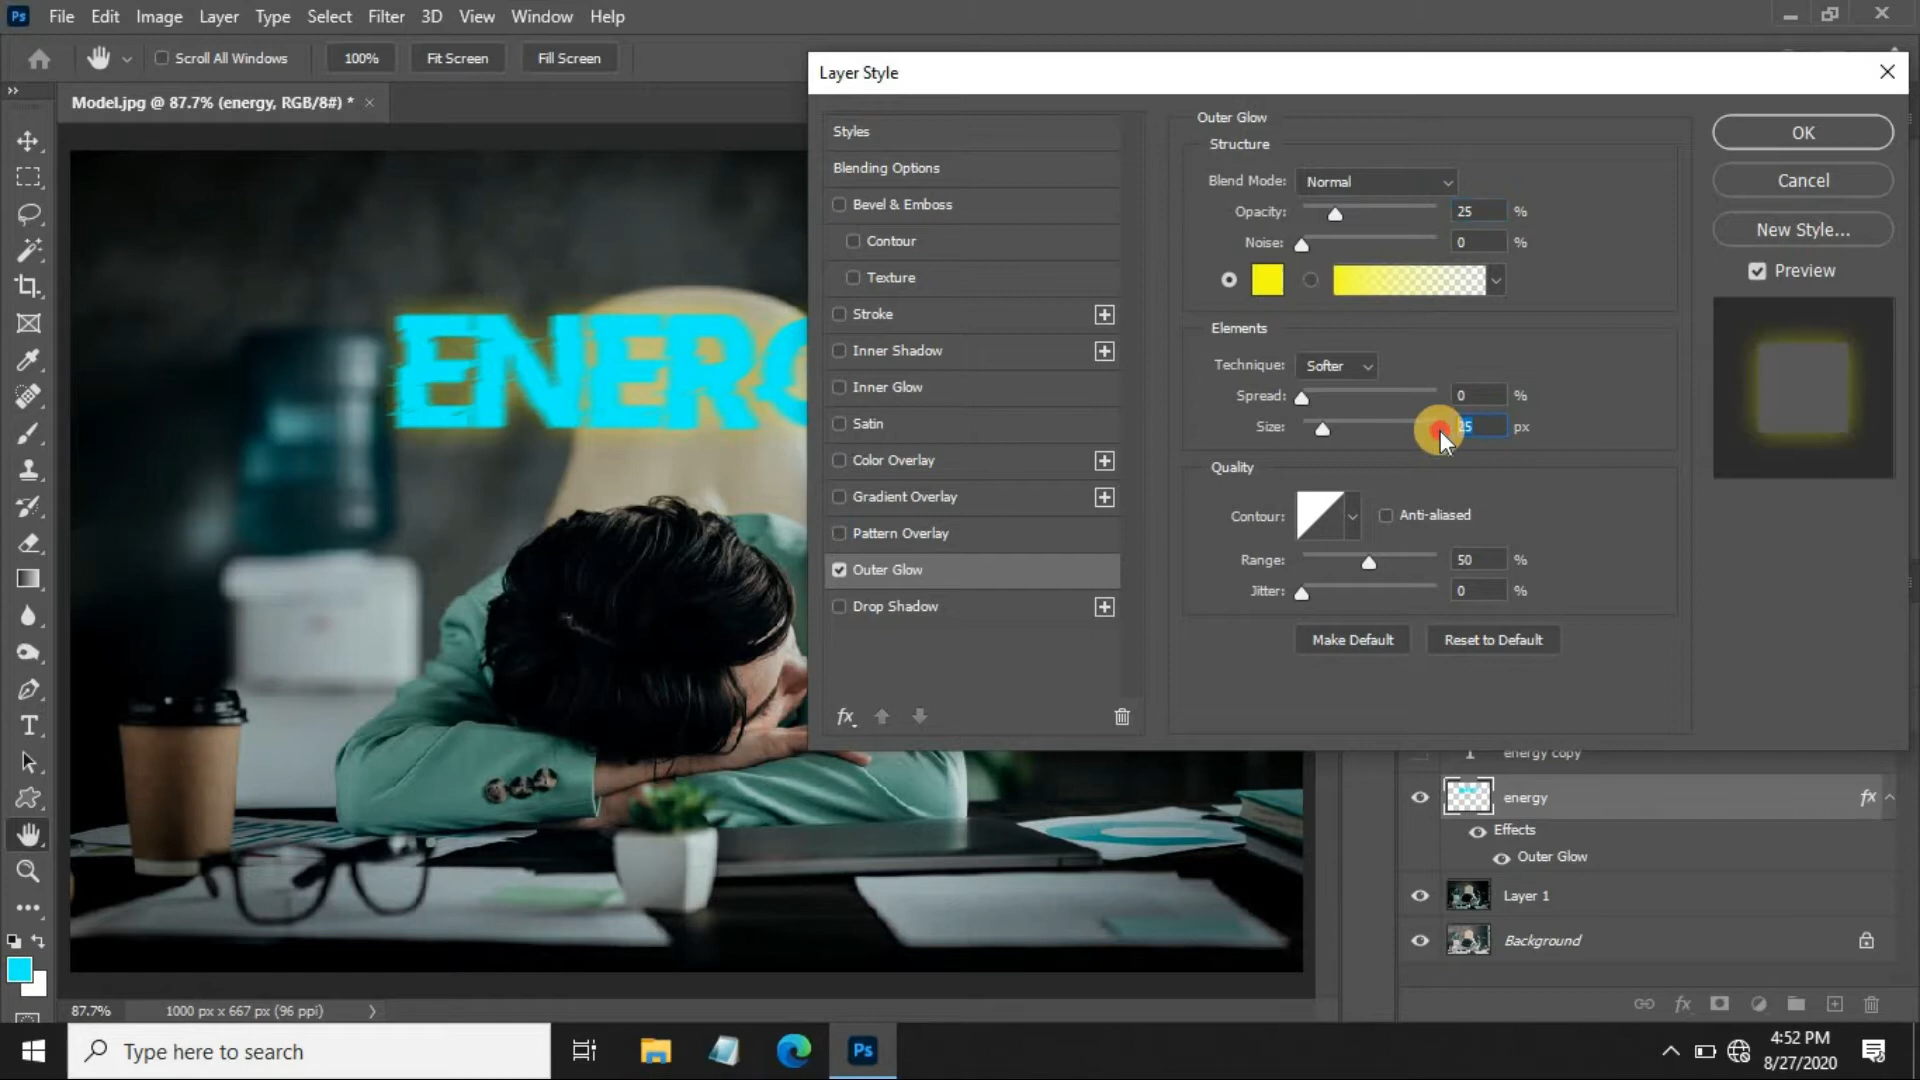 Ps File Edit Image Layer Type Select Filter 3D View Window Help
Scroll All Windows 100% Fit Screen Fill Screen
Model.jpg @ 87.7% (energy, RGB/8#) *
ENERG
Layer Style
Styles
Blending Options
Bevel & Emboss
Contour
Texture
Stroke
Inner Shadow
Inner Glow
Satin
Color Overlay
Gradient Overlay
Pattern Overlay
Outer Glow
Drop Shadow
fx
Outer Glow
Structure
Blend Mode: Normal
Opacity: 25 %
Noise: 0 %
Elements
Technique: Softer
Spread: 0 %
Size: 25 px
Quality
Contour: Anti-aliased
Range: 50 %
Jitter: 0 %
Make Default Reset to Default
OK
Cancel
New Style...
Preview
energy copy
energy fx
Effects
Outer Glow
Layer 1
Background
fx
87.7% 1000 px x 667 px (96 ppi)
Type here to search
Ps
4:52 PM
8/27/2020